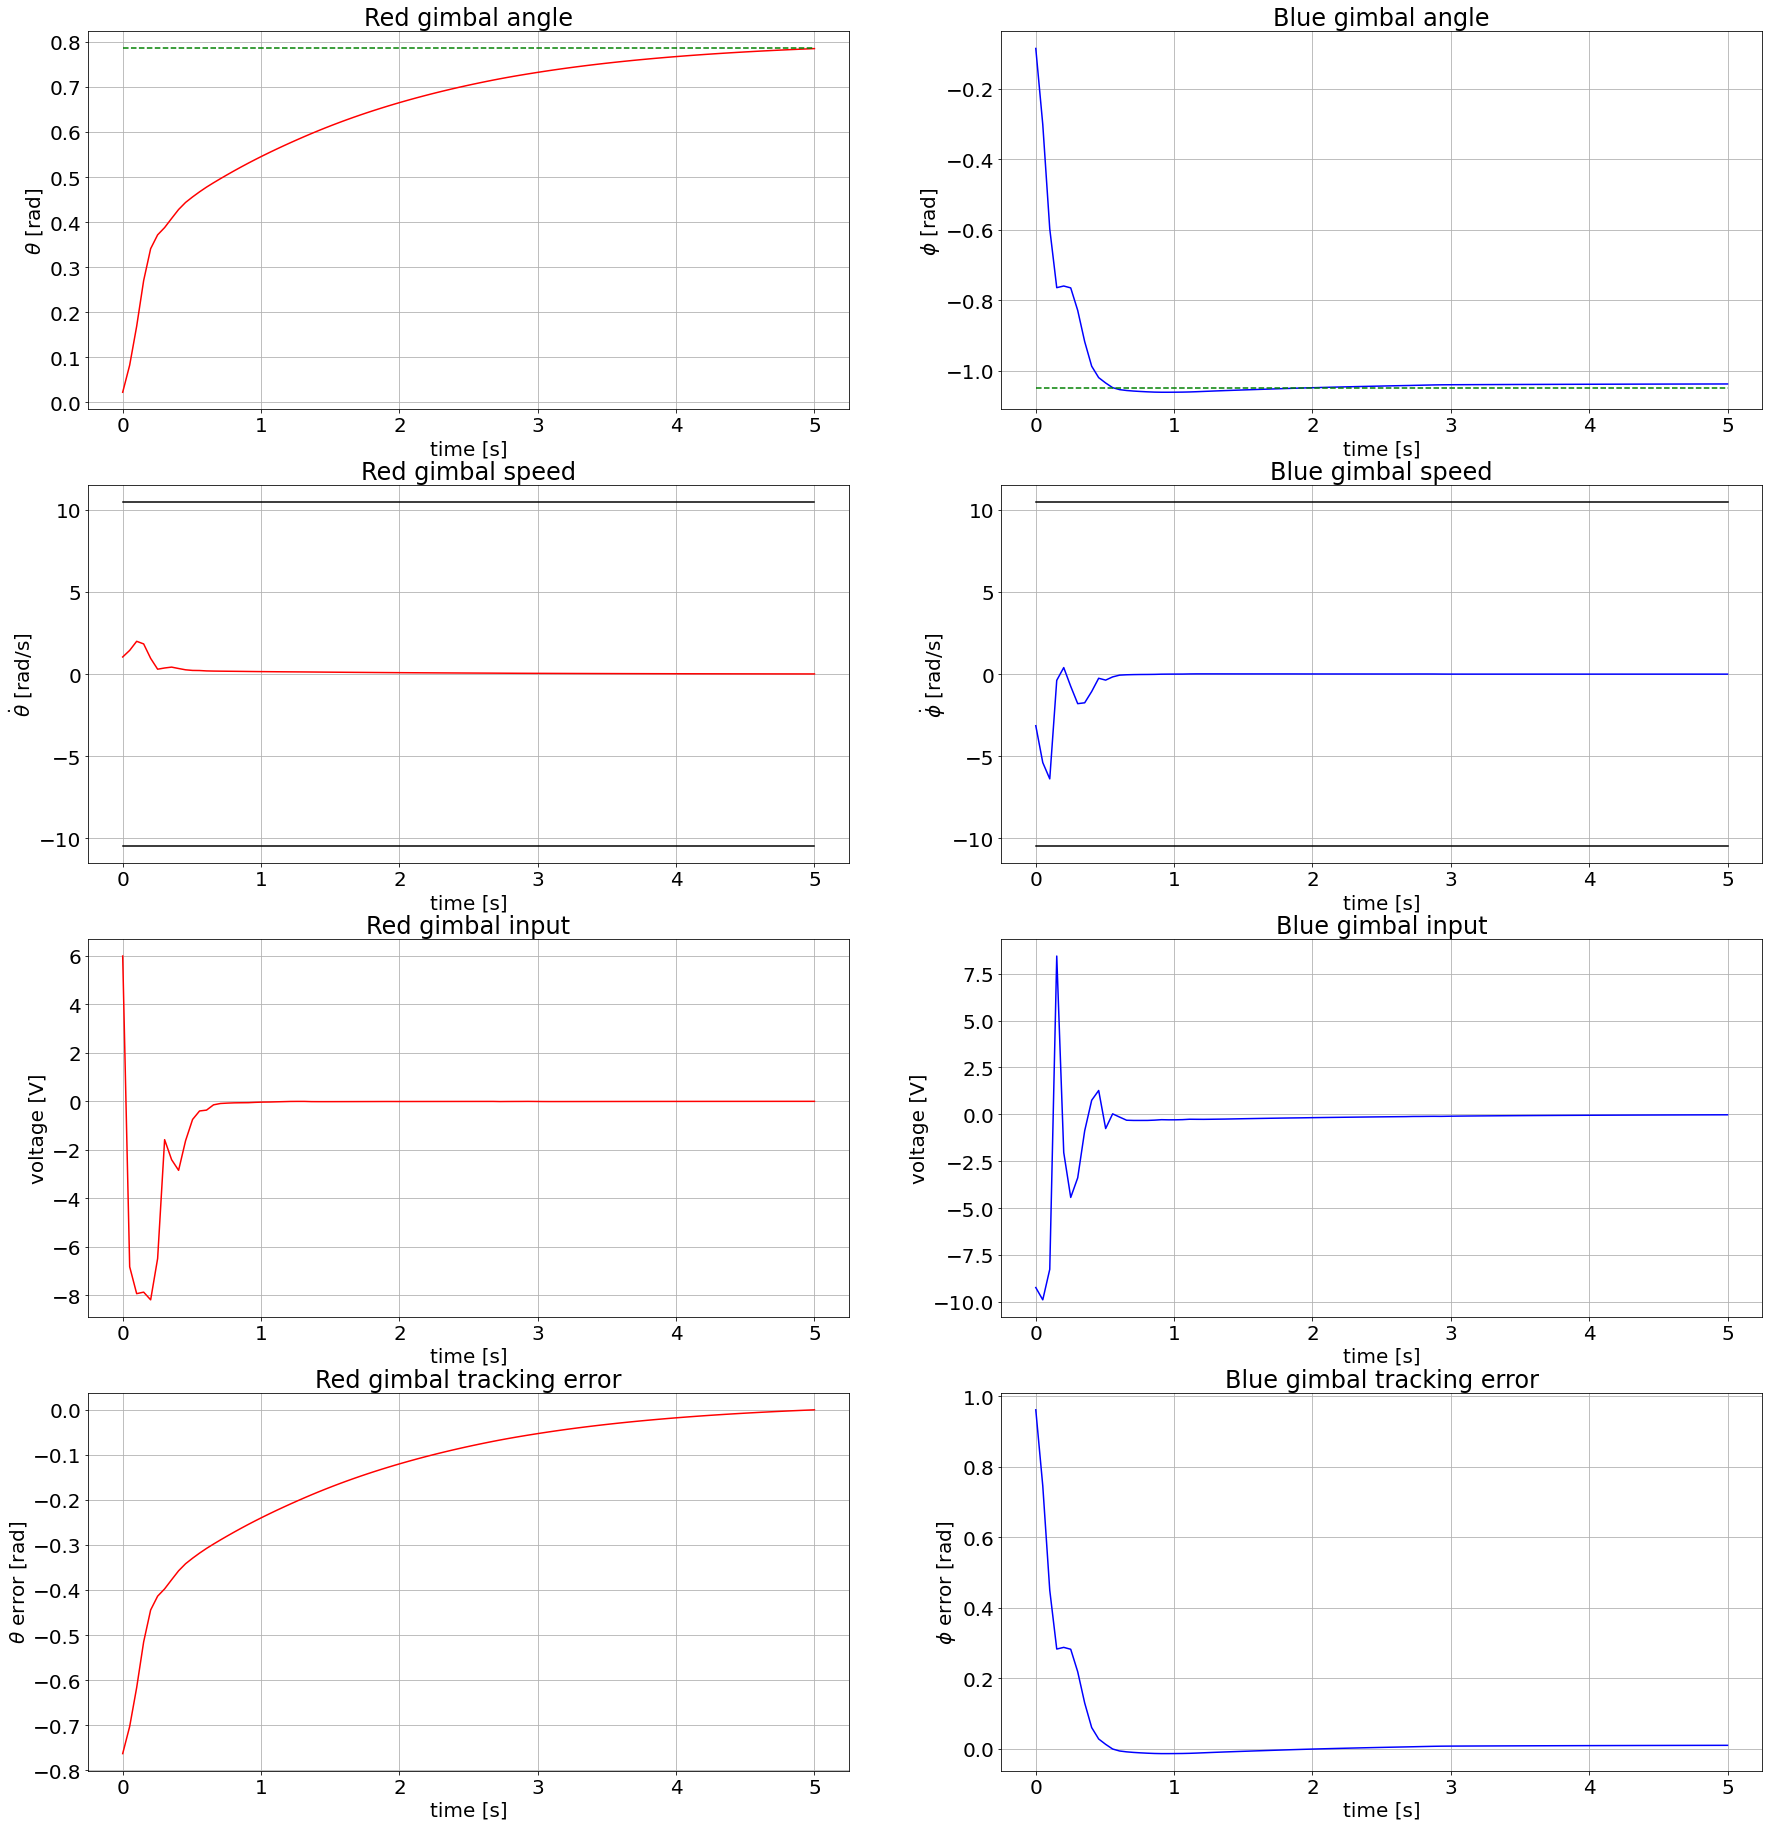 Red gimbal angle
0.8
0.7
0.6
0.5
0.4
0.3
0.2
0.1
0.0
θ [rad]
0 1 2 3 4 5
time [s]
Blue gimbal angle
−0.2
−0.4
−0.6
−0.8
−1.0
ϕ [rad]
0 1 2 3 4 5
time [s]
Red gimbal speed
10
5
0
−5
−10
θ̇ [rad/s]
0 1 2 3 4 5
time [s]
Blue gimbal speed
10
5
0
−5
−10
ϕ̇ [rad/s]
0 1 2 3 4 5
time [s]
Red gimbal input
6
4
2
0
−2
−4
−6
−8
voltage [V]
0 1 2 3 4 5
time [s]
Blue gimbal input
7.5
5.0
2.5
0.0
−2.5
−5.0
−7.5
−10.0
voltage [V]
0 1 2 3 4 5
time [s]
Red gimbal tracking error
0.0
−0.1
−0.2
−0.3
−0.4
−0.5
−0.6
−0.7
−0.8
θ error [rad]
0 1 2 3 4 5
time [s]
Blue gimbal tracking error
1.0
0.8
0.6
0.4
0.2
0.0
ϕ error [rad]
0 1 2 3 4 5
time [s]